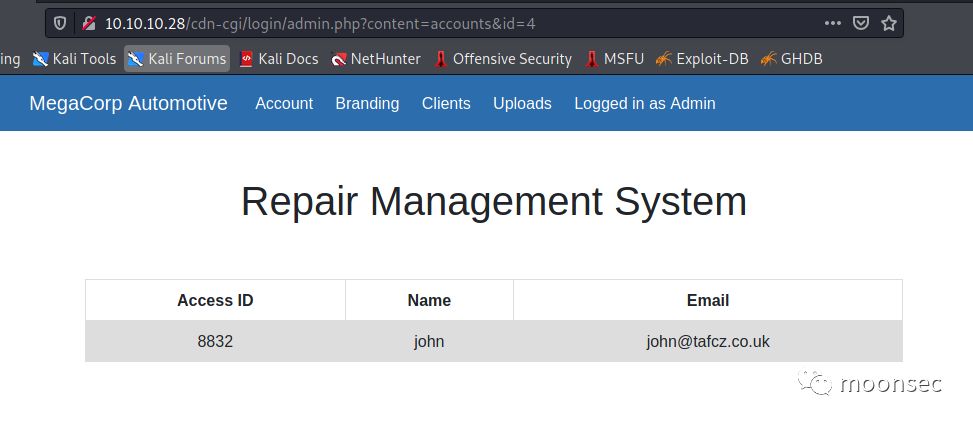 10.10.10.28/cdn-cgi/login/admin.php?content=accounts&id=4
ing Kali Tools Kali Forums Kali Docs NetHunter Offensive Security MSFU Exploit-DB GHDB
MegaCorp Automotive Account Branding Clients Uploads Logged in as Admin
Repair Management System
Access ID Name Email
8832 john john@tafcz.co.uk
moonsec